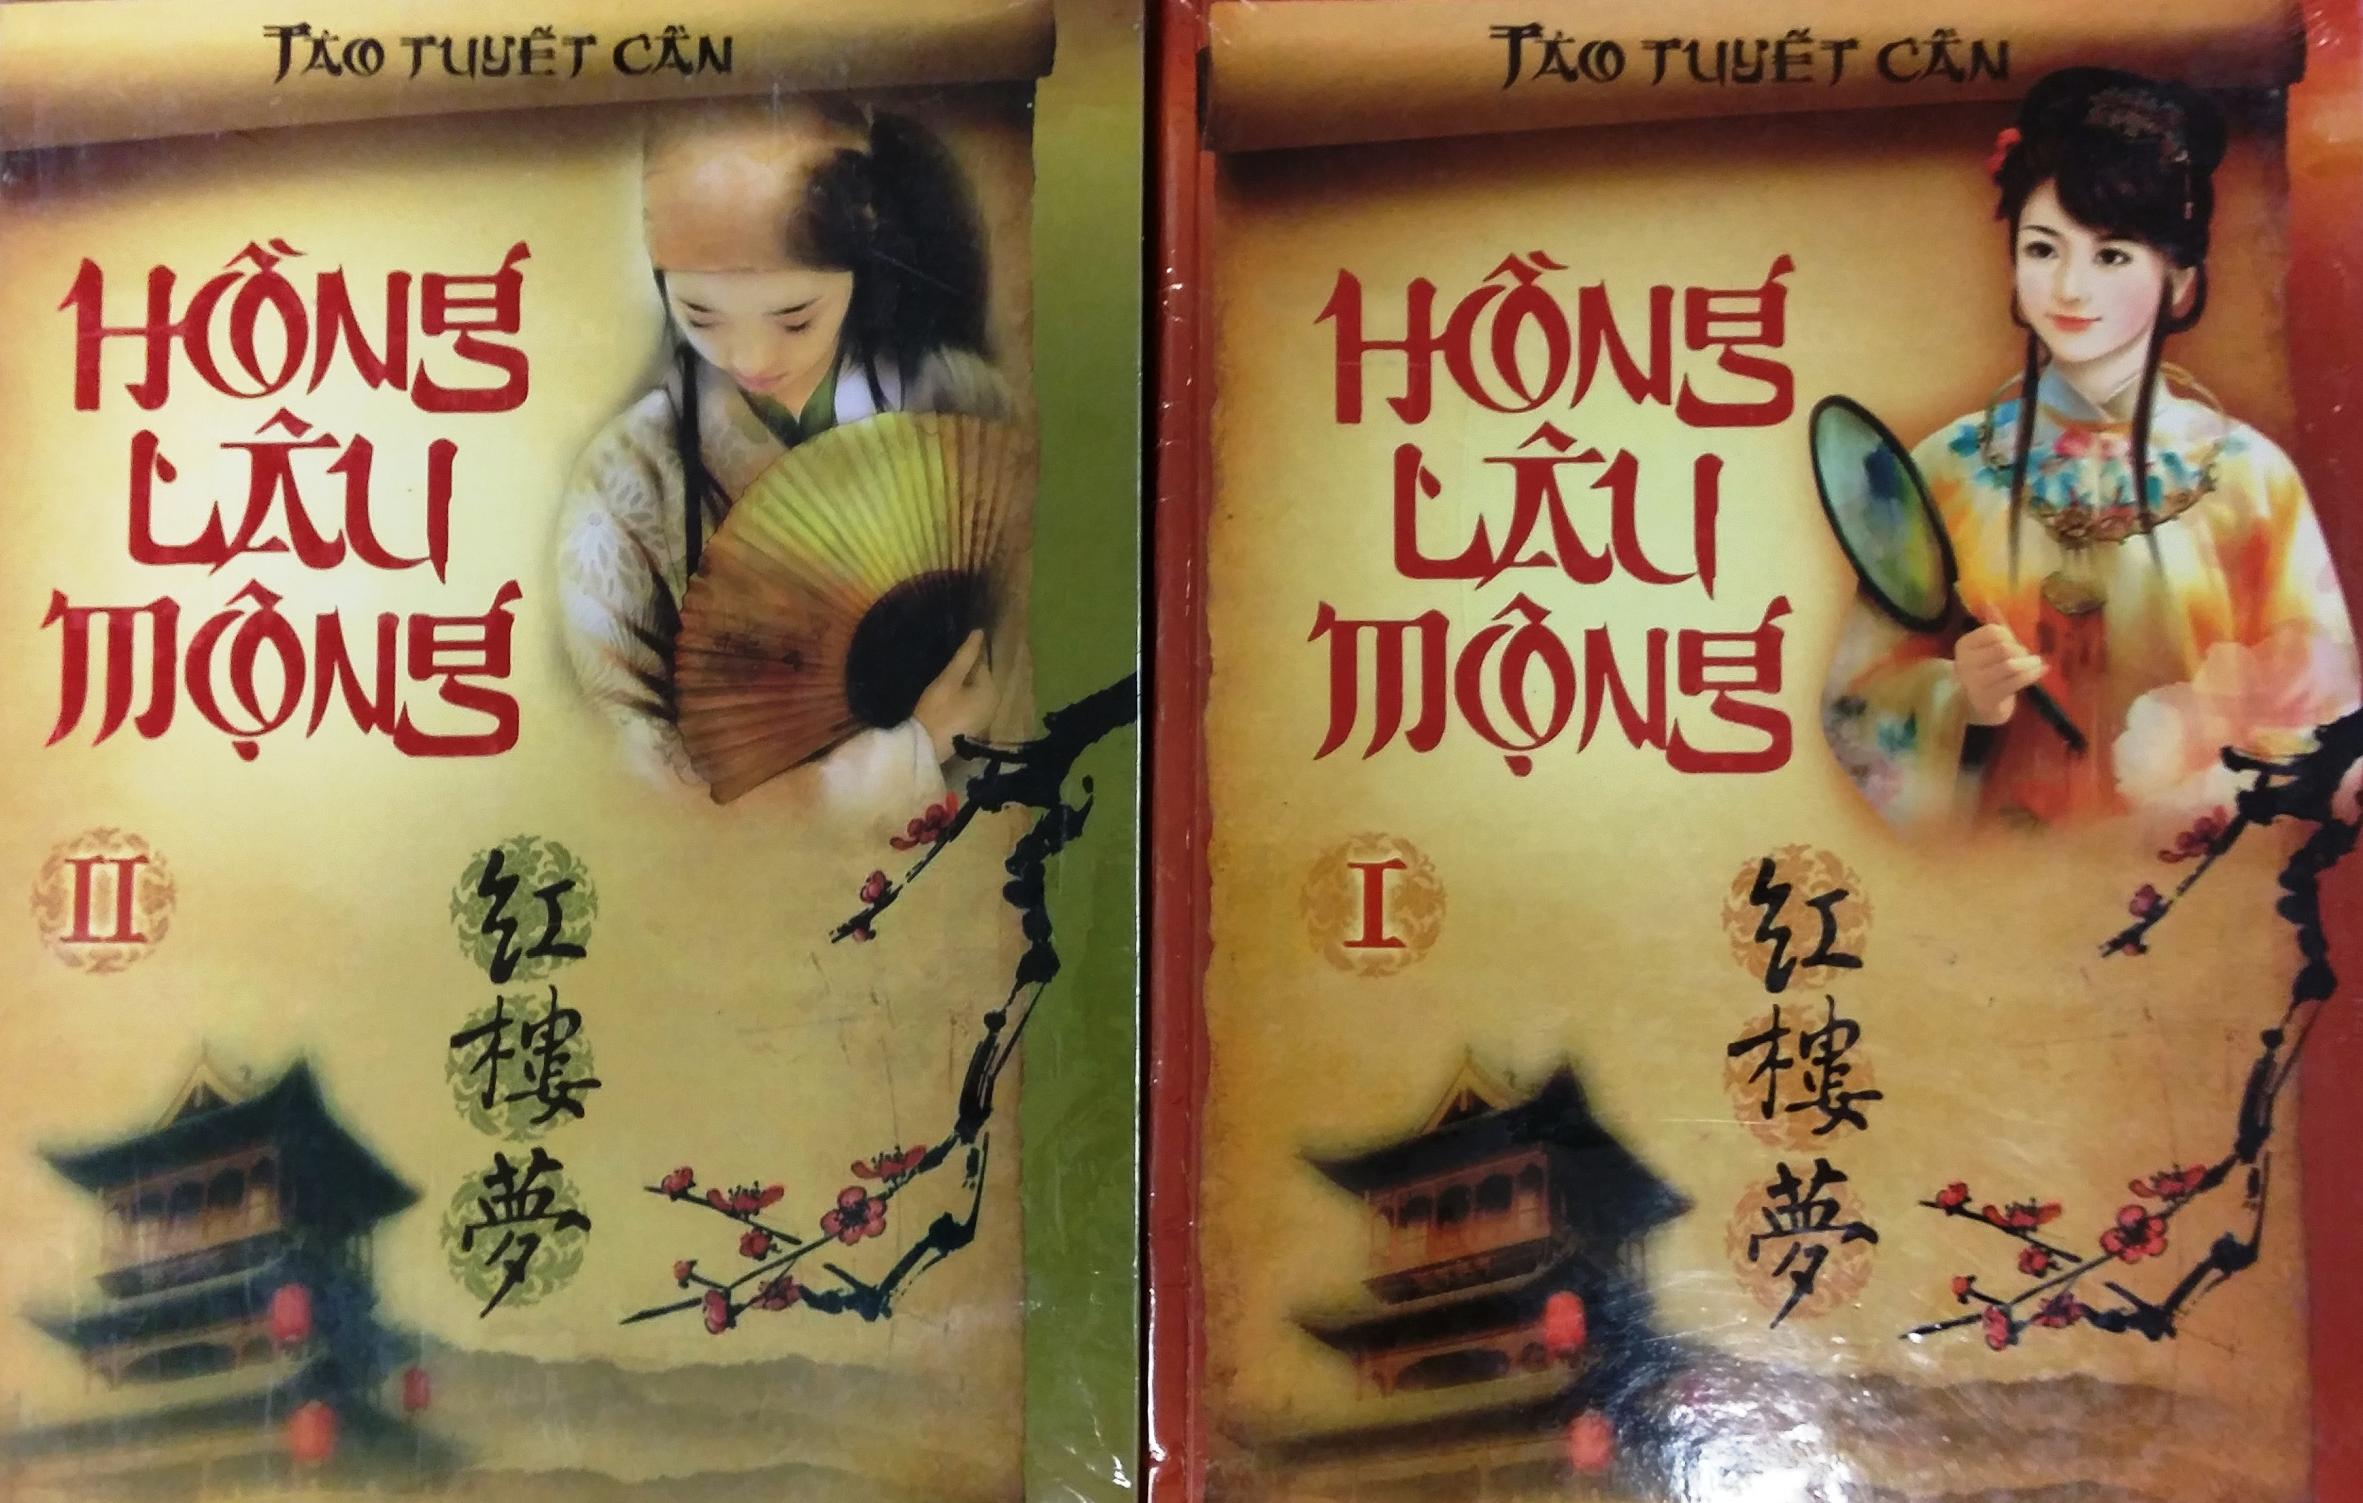 TÀO TUYẾT CẦN
HỒNG
LÂU
MỘNG
II
紅
樓
夢
TÀO TUYẾT CẦN
HỒNG
LÂU
MỘNG
I
紅
樓
夢